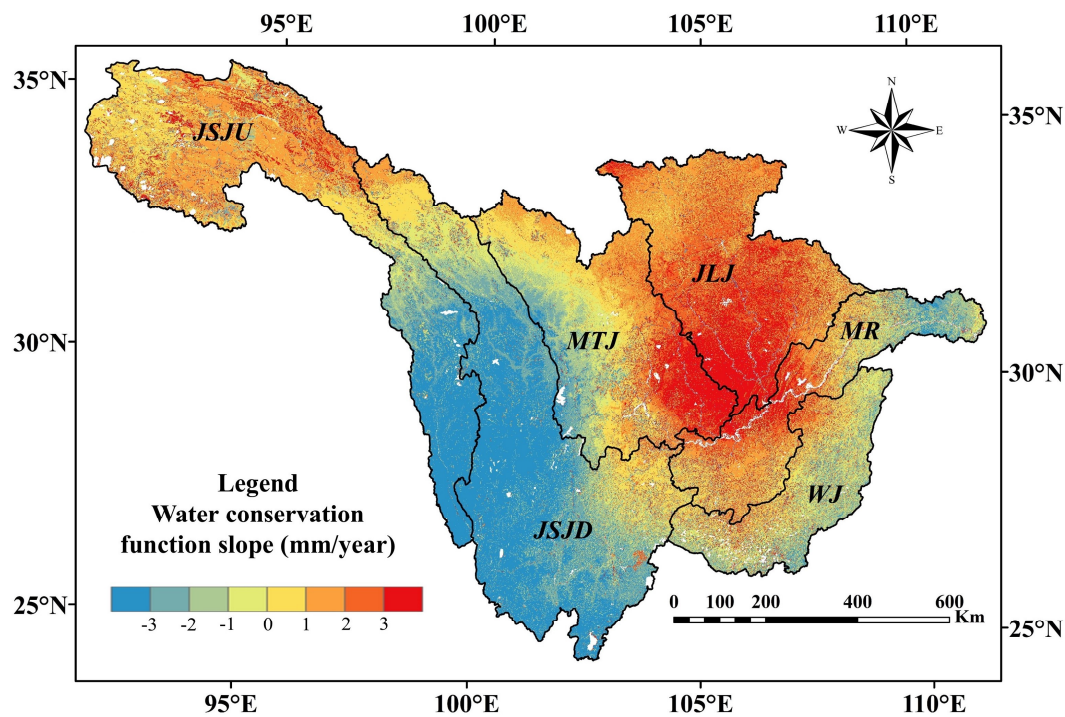 95°E 100°E 105°E 110°E
35°N
35°N
N
W E
S
JSJU
JLJ
30°N
MTJ
MR
30°N
Legend
Water conservation
function slope (mm/year)
WJ
JSJD
-3 -2 -1 0 1 2 3
25°N
0 100 200 400 600
Km
25°N
95°E 100°E 105°E 110°E